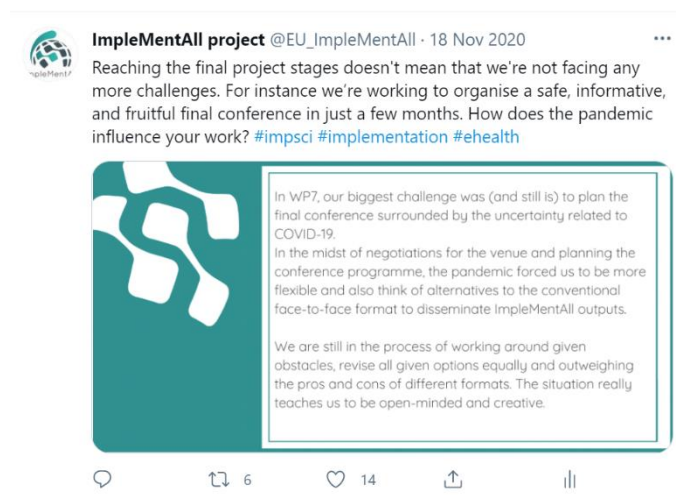 ImpleMentAll project @EU_ImpleMentAll · 18 Nov 2020
Reaching the final project stages doesn't mean that we're not facing any
more challenges. For instance we're working to organise a safe, informative,
and fruitful final conference in just a few months. How does the pandemic
influence your work? #impsci #implementation #ehealth
In WP7, our biggest challenge was (and still is) to plan the
final conference surrounded by the uncertainty related to
COVID-19.
In the midst of negotiations for the venue and planning the
conference programme, the pandemic forced us to be more
flexible and also think of alternatives to the conventional
face-to-face format to disseminate ImpleMentAll outputs.
We are still in the process of working around given
obstacles, revise all given options equally and outweighing
the pros and cons of different formats. The situation really
teaches us to be open-minded and creative.
6 14